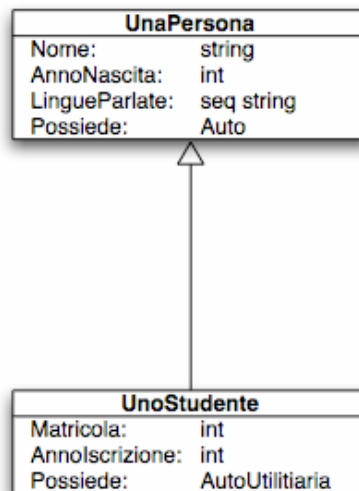 UnaPersona
Nome: string
AnnoNascita: int
LingueParlate: seq string
Possiede: Auto
UnoStudente
Matricola: int
AnnoIscrizione: int
Possiede: AutoUtilitiaria